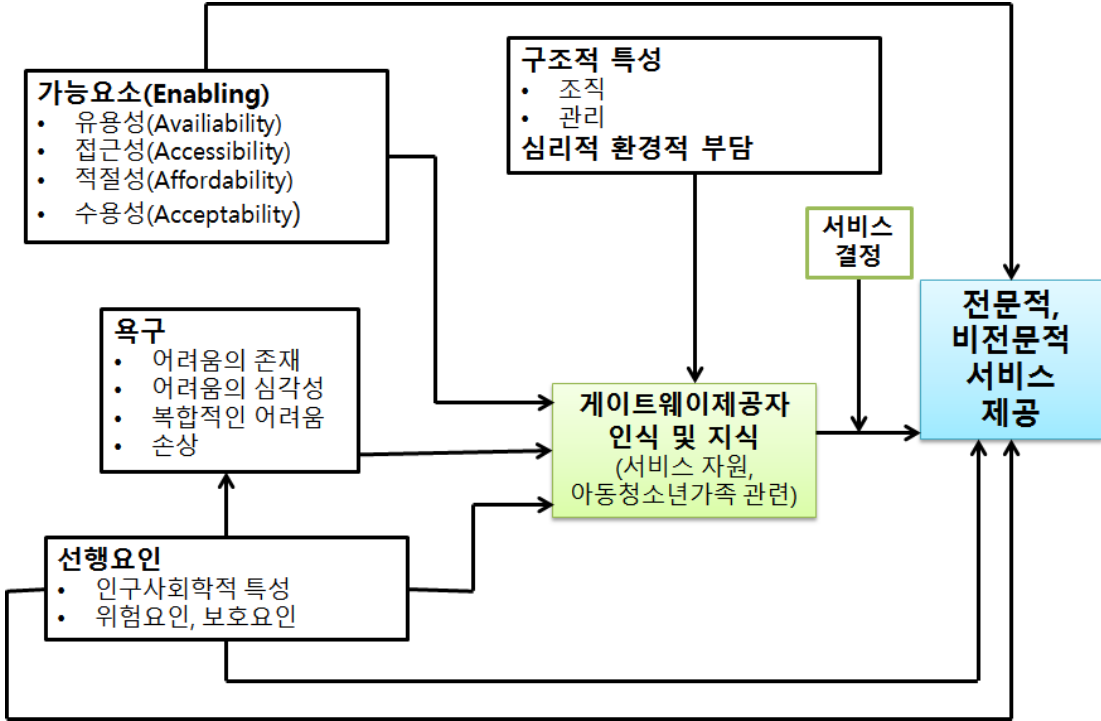 가능요소(Enabling)
• 유용성(Availiability)
• 접근성(Accessibility)
• 적절성(Affordability)
• 수용성(Acceptability)
구조적 특성
• 조직
• 관리
심리적 환경적 부담
서비스
결정
전문적,
비전문적
서비스
제공
욕구
• 어려움의 존재
• 어려움의 심각성
• 복합적인 어려움
• 손상
게이트웨이제공자
인식 및 지식
(서비스 자원,
아동청소년가족 관련)
선행요인
• 인구사회학적 특성
• 위험요인, 보호요인